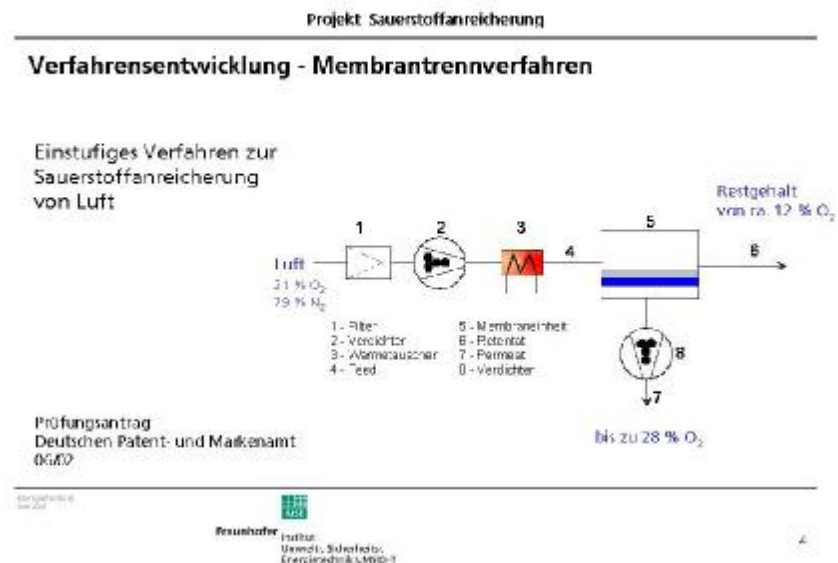 Projekt Sauerstoffanreicherung
Verfahrensentwicklung - Membrantrennverfahren
Einstufiges Verfahren zur
Sauerstoffanreicherung
von Luft
Restgehalt
von ca. 12 % O₂
1
2
3
4
5
6
Luft
21 % O₂
79 % N₂
1 - Filter
2 - Verdichter
3 - Wärmetauscher
4 - Feed
5 - Membraneinheit
6 - Retentat
7 - Permeat
8 - Verdichter
8
7
bis zu 28 % O₂
Prüfungsantrag
Deutschen Patent- und Markenamt
06/02
Fraunhofer
Institut
Umwelt-, Sicherheits-,
Energietechnik UMSICHT